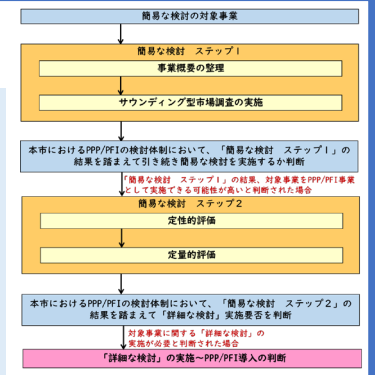 簡易な検討の対象事業
簡易な検討　ステップ１
事業概要の整理
サウンディング型市場調査の実施
本市におけるPPP/PFIの検討体制において、「簡易な検討　ステップ１」の
結果を踏まえて引き続き簡易な検討を実施するか判断
「簡易な検討　ステップ１」の結果、対象事業をPPP/PFI事業
として実施できる可能性が高いと判断された場合
簡易な検討　ステップ２
定性的評価
定量的評価
本市におけるPPP/PFIの検討体制において、「簡易な検討　ステップ２」の
結果を踏まえて「詳細な検討」実施要否を判断
対象事業に関する「詳細な検討」の
実施が必要と判断された場合
「詳細な検討」の実施～PPP/PFI導入の判断